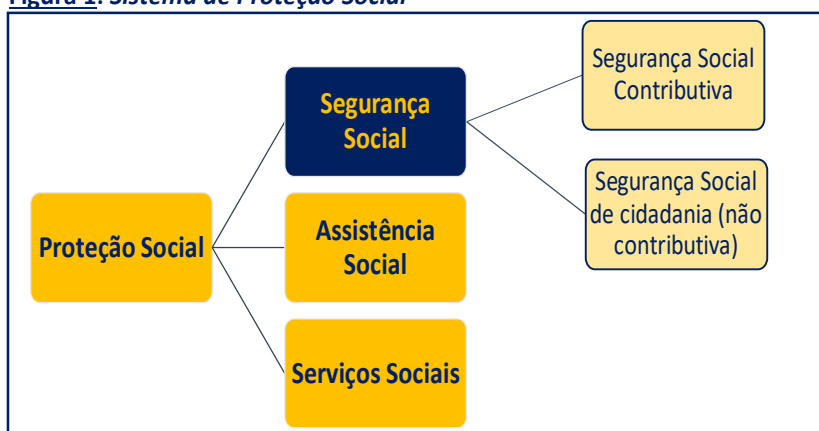 Figura 1: Sistema de Proteção Social
Segurança Social
Contributiva
Segurança
Social
Segurança Social
de cidadania (não
contributiva)
Proteção Social
Assistência
Social
Serviços Sociais